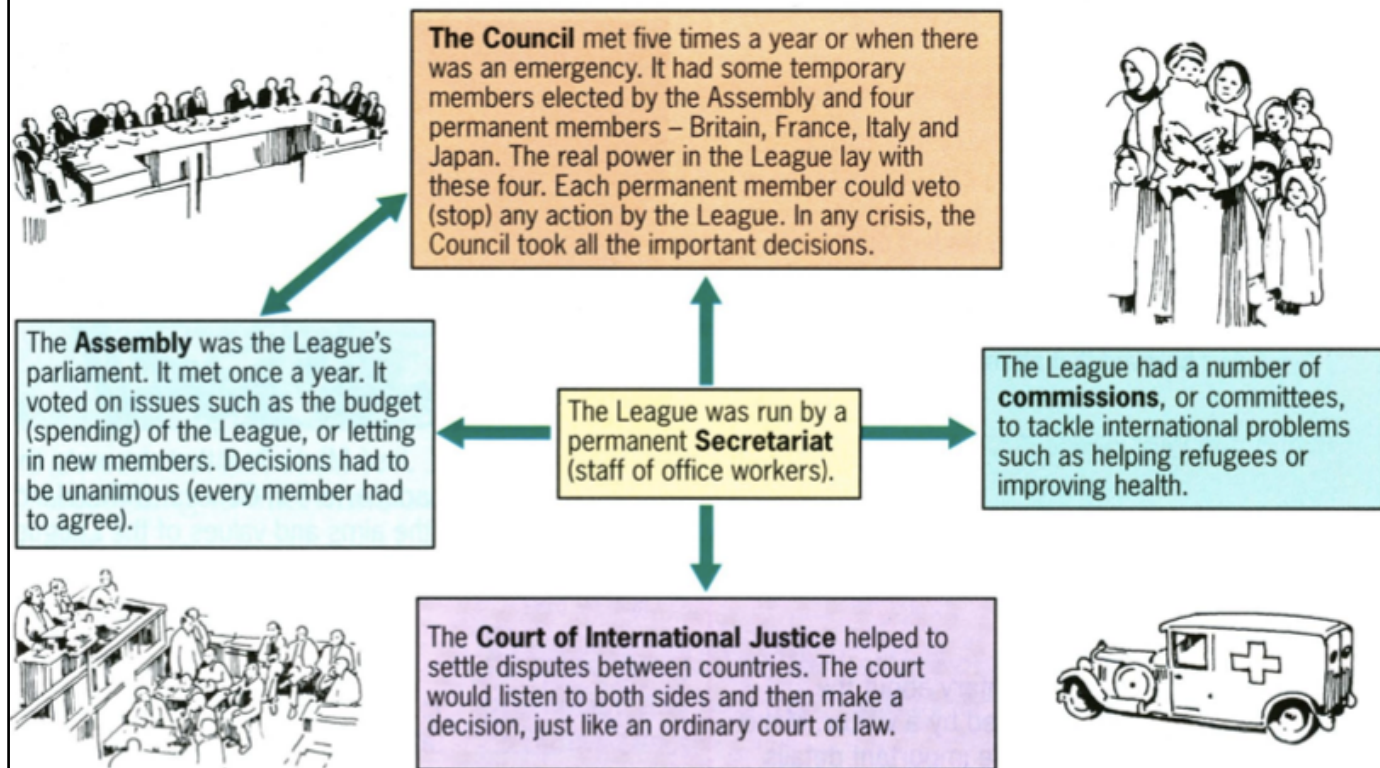 The Council met five times a year or when there
was an emergency. It had some temporary
members elected by the Assembly and four
permanent members – Britain, France, Italy and
Japan. The real power in the League lay with
these four. Each permanent member could veto
(stop) any action by the League. In any crisis, the
Council took all the important decisions.
The Assembly was the League's
parliament. It met once a year. It
voted on issues such as the budget
(spending) of the League, or letting
in new members. Decisions had to
be unanimous (every member had
to agree).
The League was run by a
permanent Secretariat
(staff of office workers).
The League had a number of
commissions, or committees,
to tackle international problems
such as helping refugees or
improving health.
The Court of International Justice helped to
settle disputes between countries. The court
would listen to both sides and then make a
decision, just like an ordinary court of law.